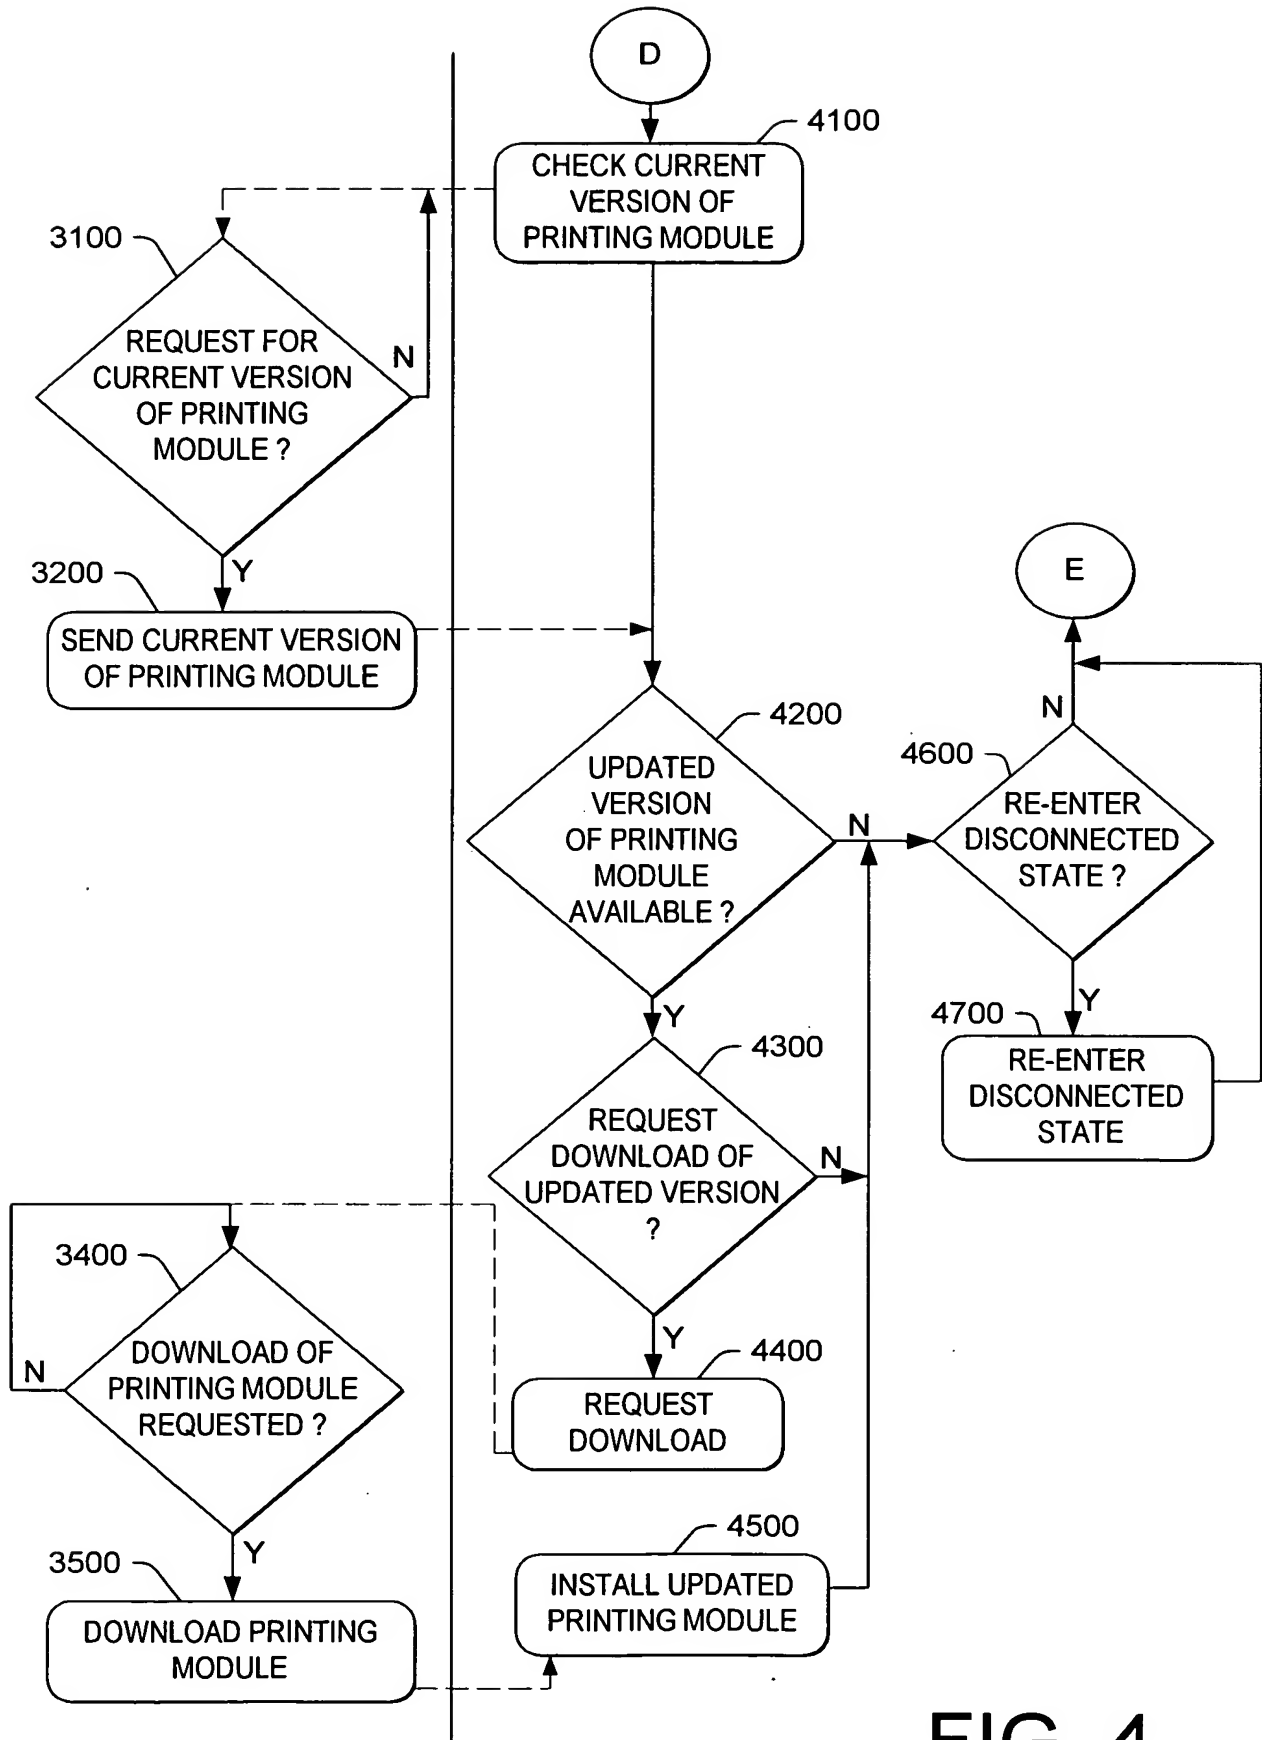 D
4100
CHECK CURRENT
VERSION OF
PRINTING MODULE
3100
REQUEST FOR
CURRENT VERSION
OF PRINTING
MODULE ?
N
Y
3200
SEND CURRENT VERSION
OF PRINTING MODULE
E
4200
UPDATED
VERSION
OF PRINTING
MODULE
AVAILABLE ?
N
Y
N
4600
RE-ENTER
DISCONNECTED
STATE ?
Y
4700
RE-ENTER
DISCONNECTED
STATE
4300
REQUEST
DOWNLOAD OF
UPDATED VERSION
?
N
Y
4400
REQUEST
DOWNLOAD
3400
DOWNLOAD OF
PRINTING MODULE
REQUESTED ?
N
Y
3500
DOWNLOAD PRINTING
MODULE
4500
INSTALL UPDATED
PRINTING MODULE
FIG. 4